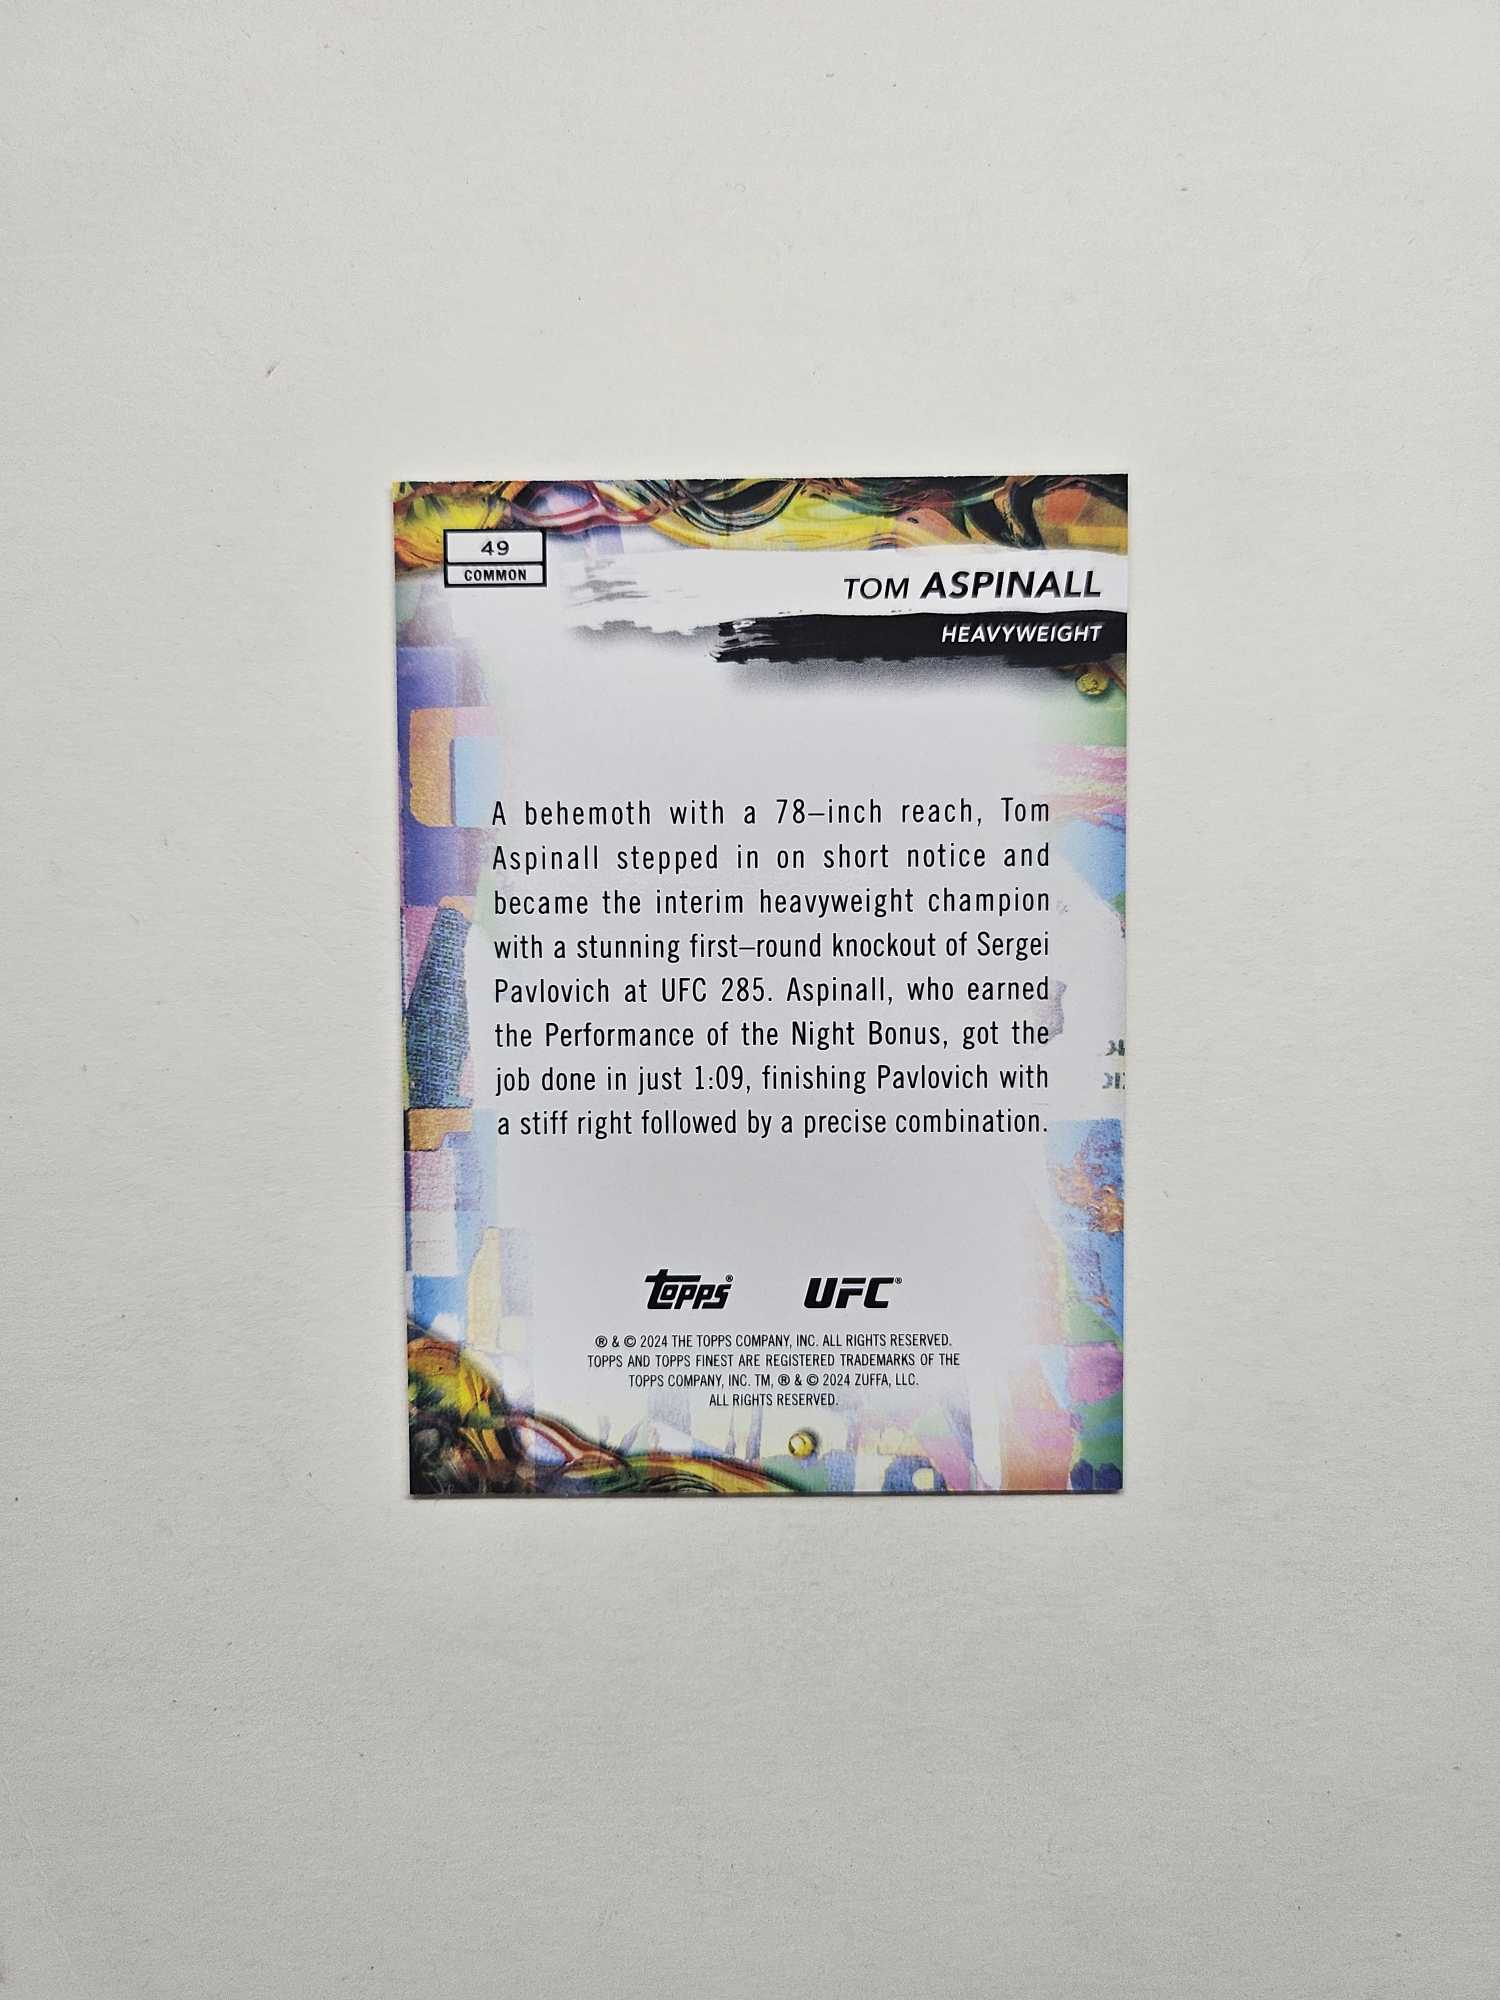 49
COMMON
TOM ASPINALL
HEAVYWEIGHT
A behemoth with a 78–inch reach, Tom
Aspinall stepped in on short notice and
became the interim heavyweight champion
with a stunning first–round knockout of Sergei
Pavlovich at UFC 285. Aspinall, who earned
the Performance of the Night Bonus, got the
job done in just 1:09, finishing Pavlovich with
a stiff right followed by a precise combination.
topps® UFC®
® & © 2024 THE TOPPS COMPANY, INC. ALL RIGHTS RESERVED.
TOPPS AND TOPPS FINEST ARE REGISTERED TRADEMARKS OF THE
TOPPS COMPANY, INC. TM, ® & © 2024 ZUFFA, LLC.
ALL RIGHTS RESERVED.